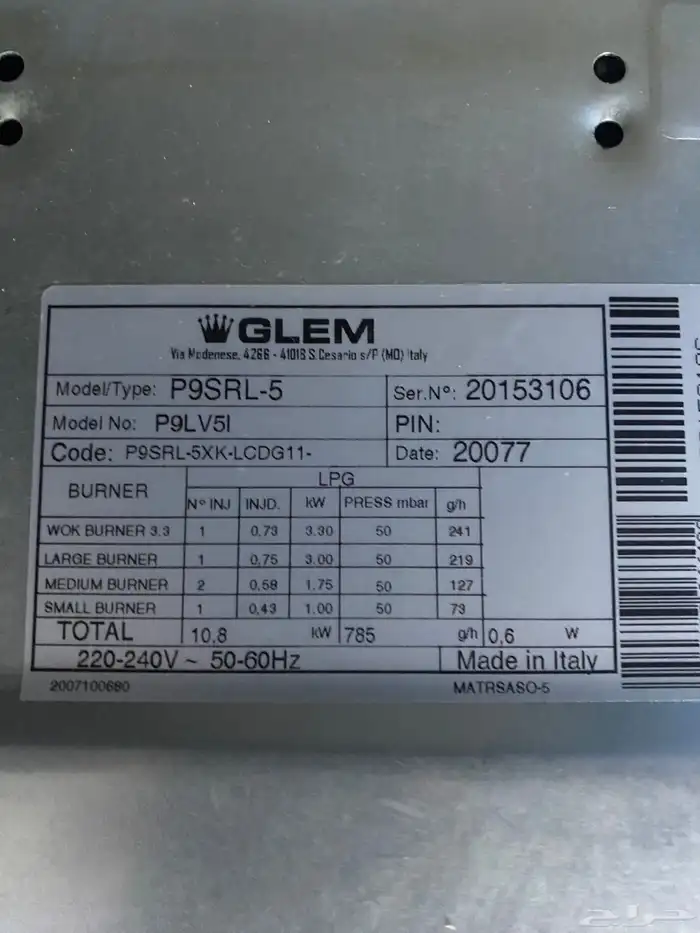 GLEM
Via Modenese, 4266 - 41018 S.Cesario s/P (MO) Italy
Model/Type: P9SRL-5 Ser.Nº: 20153106
Model No: P9LV5I PIN:
Code: P9SRL-5XK-LCDG11- Date: 20077
BURNER LPG
Nº INJ INJD. kW PRESS mbar g/h
WOK BURNER 3.3 1 0,73 3.30 50 241
LARGE BURNER 1 0,75 3.00 50 219
MEDIUM BURNER 2 0,58 1.75 50 127
SMALL BURNER 1 0,43 1.00 50 73
TOTAL 10,8 kW 785 g/h 0,6 W
220-240V ~ 50-60Hz Made in Italy
2007100680 MATRSASO-5
حراج